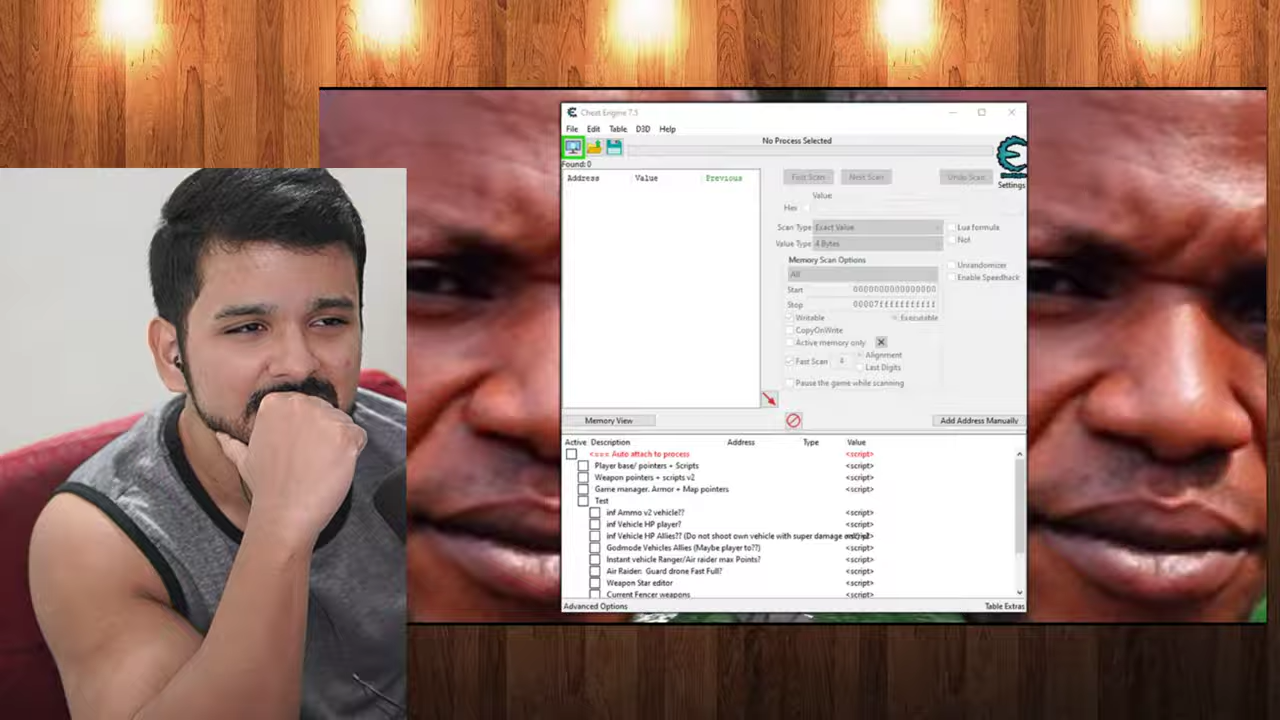 Cheat Engine 7.5
File Edit Table D3D Help
No Process Selected
Found: 0
Address Value Previous
First Scan Next Scan Undo Scan
Settings
Value
Hex
Scan Type Exact Value
Lua formula
Not
Value Type 4 Bytes
Memory Scan Options
All
Unrandomizer
Enable Speedhack
Start 0000000000000000
Stop 00007fffffffffff
Writable Executable
CopyOnWrite
Active memory only
Fast Scan 4 Alignment
Last Digits
Pause the game while scanning
Memory View
Add Address Manually
Active Description Address Type Value
<=== Auto attach to process <script>
Player base/ pointers + Scripts <script>
Weapon pointers + scripts v2 <script>
Game manager. Armor + Map pointers <script>
Test
inf Ammo v2 vehicle?? <script>
inf Vehicle HP player? <script>
inf Vehicle HP Allies?? (Do not shoot own vehicle with super damage
Godmode Vehicles Allies (Maybe player to??) <script>
Instant vehicle Ranger/Air raider max Points? <script>
Air Raider: Guard drone Fast Full? <script>
Weapon Star editor <script>
Current Fencer weapons <script>
Advanced Options Table Extras